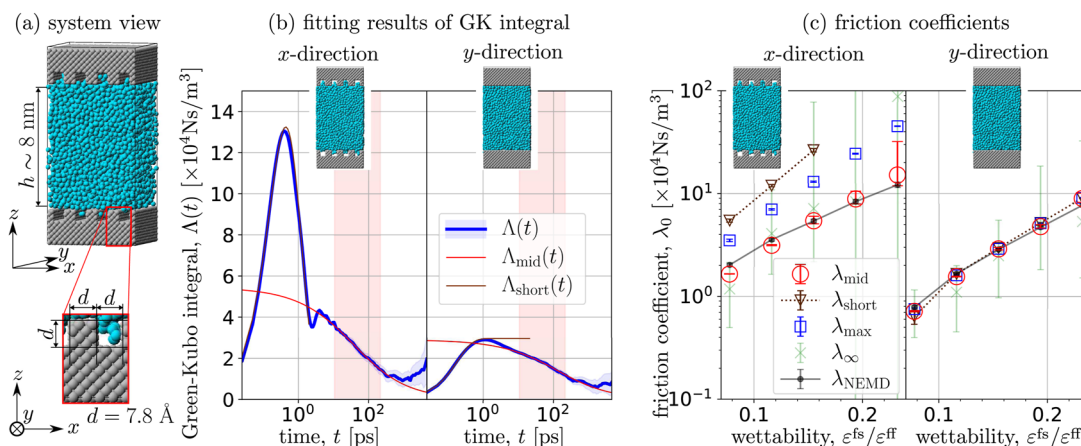 (a) system view
h ~ 8 nm
z
y
x
d
d
d
z
y
x
d = 7.8 Å
(b) fitting results of GK integral
x-direction
y-direction
Green-Kubo integral, Λ(t) [×10⁴Ns/m³]
14
12
10
8
6
4
2
0
Λ(t)
Λmid(t)
Λshort(t)
10⁰
10²
10⁰
10²
time, t [ps]
time, t [ps]
(c) friction coefficients
x-direction
y-direction
friction coefficient, λ₀ [×10⁴Ns/m³]
10²
10¹
10⁰
10⁻¹
λmid
λshort
λmax
λ∞
λNEMD
0.1
0.2
0.1
0.2
wettability, εᶠˢ/εᶠᶠ
wettability, εᶠˢ/εᶠᶠ